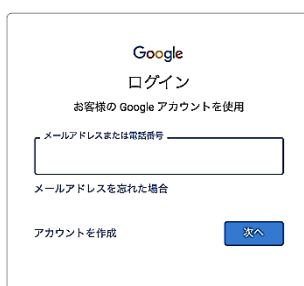 Google
ログイン
お客様の Google アカウントを使用
メールアドレスまたは電話番号
メールアドレスを忘れた場合
アカウントを作成
次へ